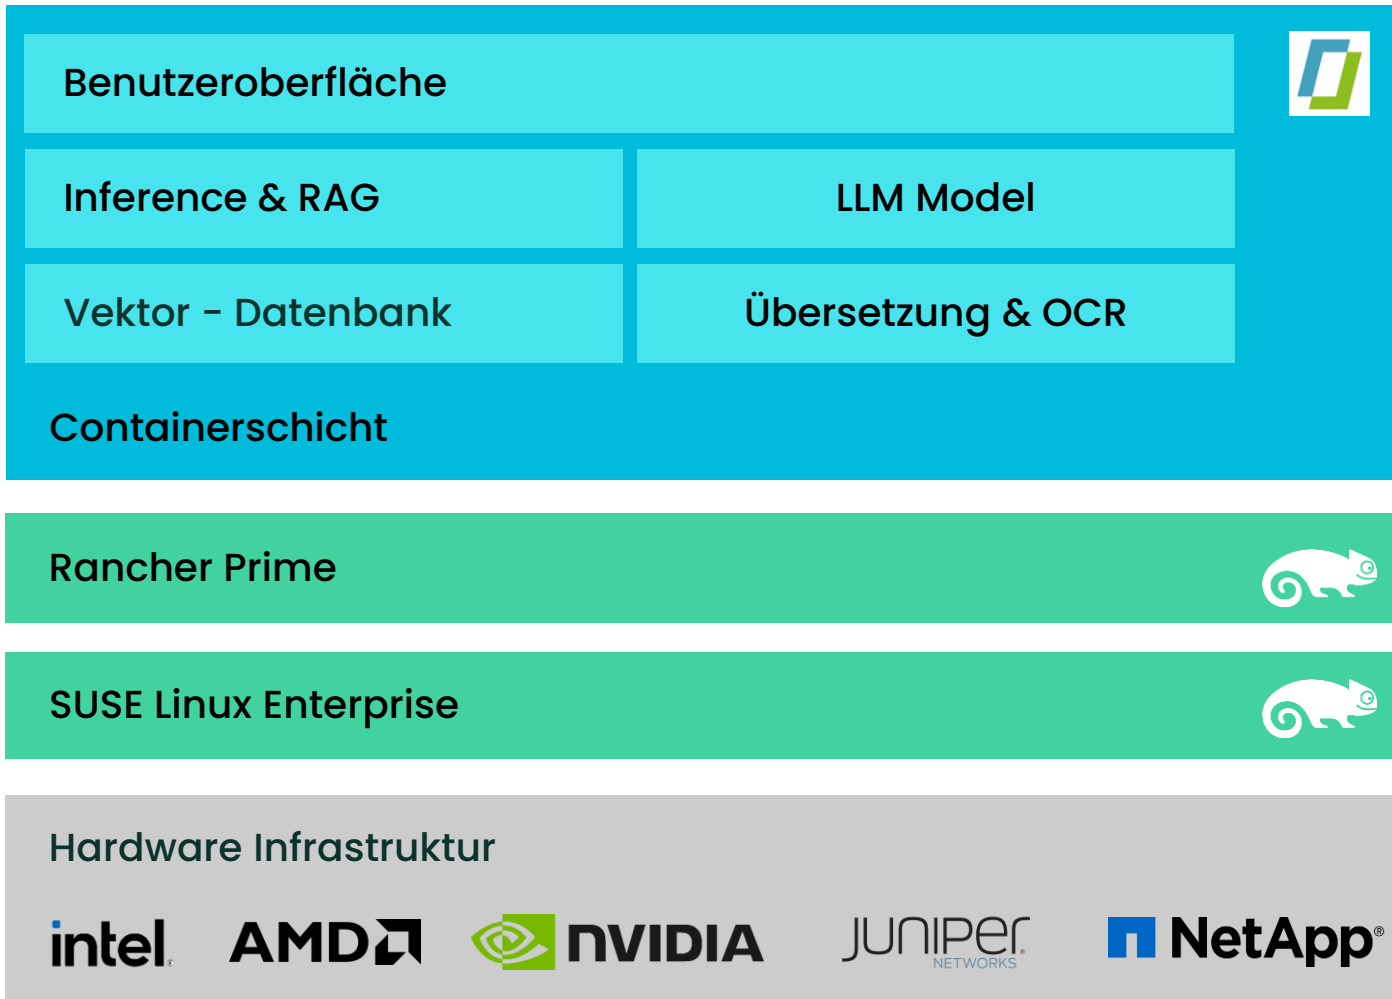 Benutzeroberfläche
Inference & RAG
LLM Model
Vektor - Datenbank
Übersetzung & OCR
Containerschicht
Rancher Prime
SUSE Linux Enterprise
Hardware Infrastruktur
intel.
AMD
NVIDIA
JUNIPER
NETWORKS
NetApp®